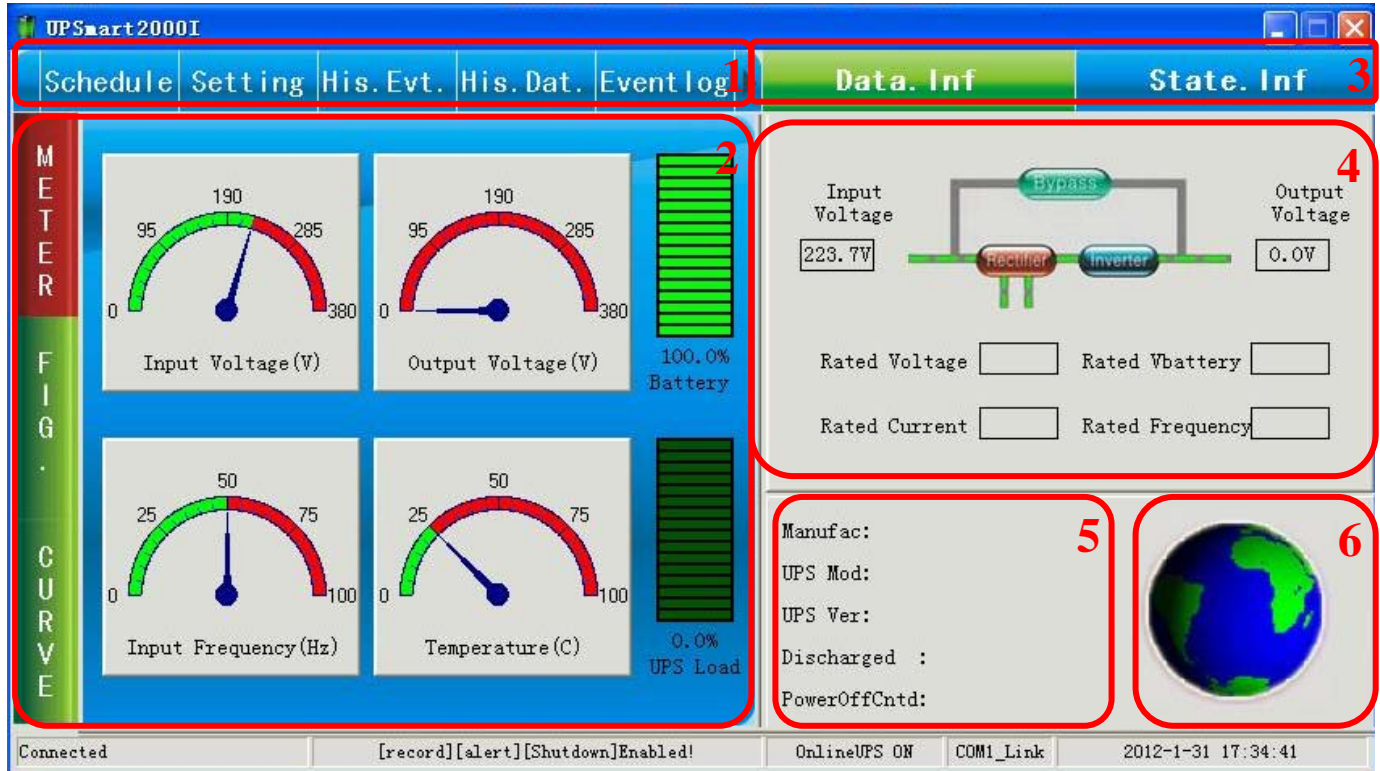 UPSmart2000I
Schedule Setting His.Evt. His.Dat. Eventlog 1
Data.Inf State.Inf 3
METER
FIG.
CURVE
2
0 95 190 285 380
Input Voltage(V)
0 95 190 285 380
Output Voltage(V)
100.0%
Battery
0 25 50 75 100
Input Frequency(Hz)
0 25 50 75 100
Temperature(C)
0.0%
UPS Load
4
Input
Voltage
223.7V
Bypass
Rectifier
Inverter
Output
Voltage
0.0V
Rated Voltage
Rated Vbattery
Rated Current
Rated Frequency
5
Manufac:
UPS Mod:
UPS Ver:
Discharged :
PowerOffCntd:
6
Connected
[record][alert][Shutdown]Enabled!
OnlineUPS ON
COM1_Link
2012-1-31 17:34:41